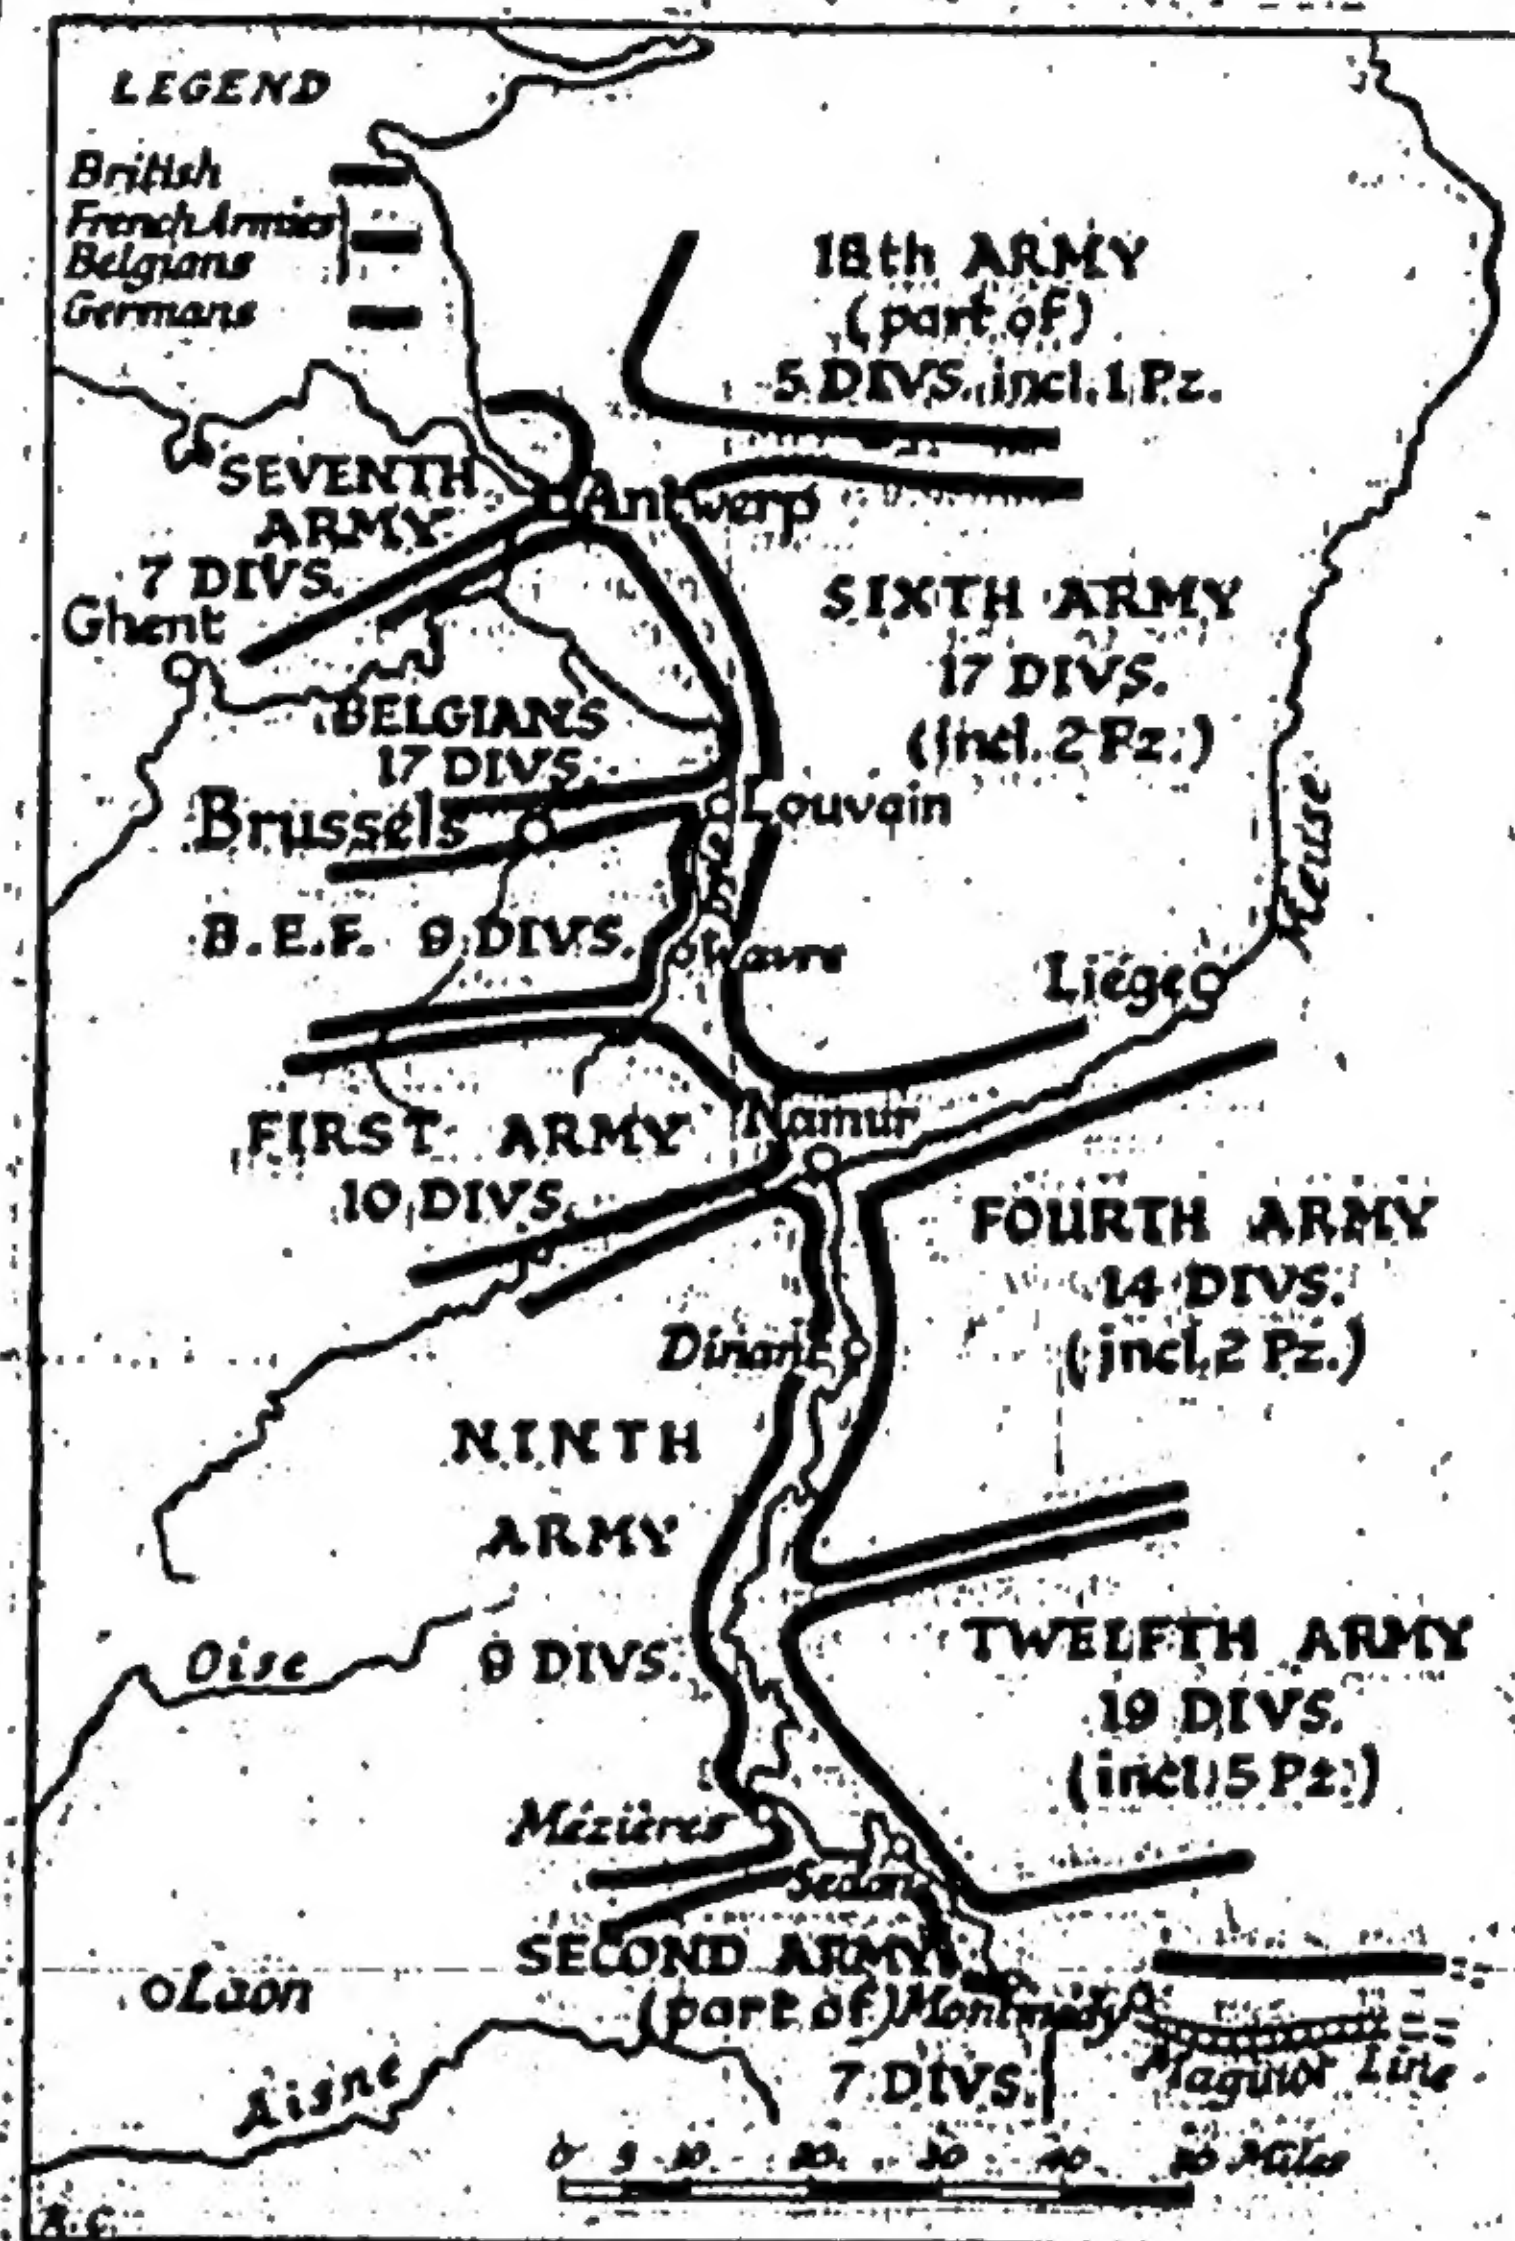 LEGEND
British
French Armies
Belgians
Germans
18th ARMY
(part of)
5 DIVS. incl. 1 Pz.
SEVENTH
ARMY
7 DIVS.
Antwerp
Ghent
SIXTH ARMY
17 DIVS.
(incl. 2 Pz.)
BELGIANS
17 DIVS.
Brussels
Louvain
Dyle
Meuse
B.E.F. 9 DIVS.
Wavre
Liége
FIRST ARMY
10 DIVS.
Namur
FOURTH ARMY
14 DIVS.
(incl. 2 Pz.)
Dinant
NINTH
ARMY
9 DIVS.
Oise
TWELFTH ARMY
19 DIVS.
(incl. 5 Pz.)
Mézières
Sedan
SECOND ARMY
(part of)
Montmédy
7 DIVS.
Maginot Line
Laon
Aisne
0 5 10 20 30 40 50 Miles